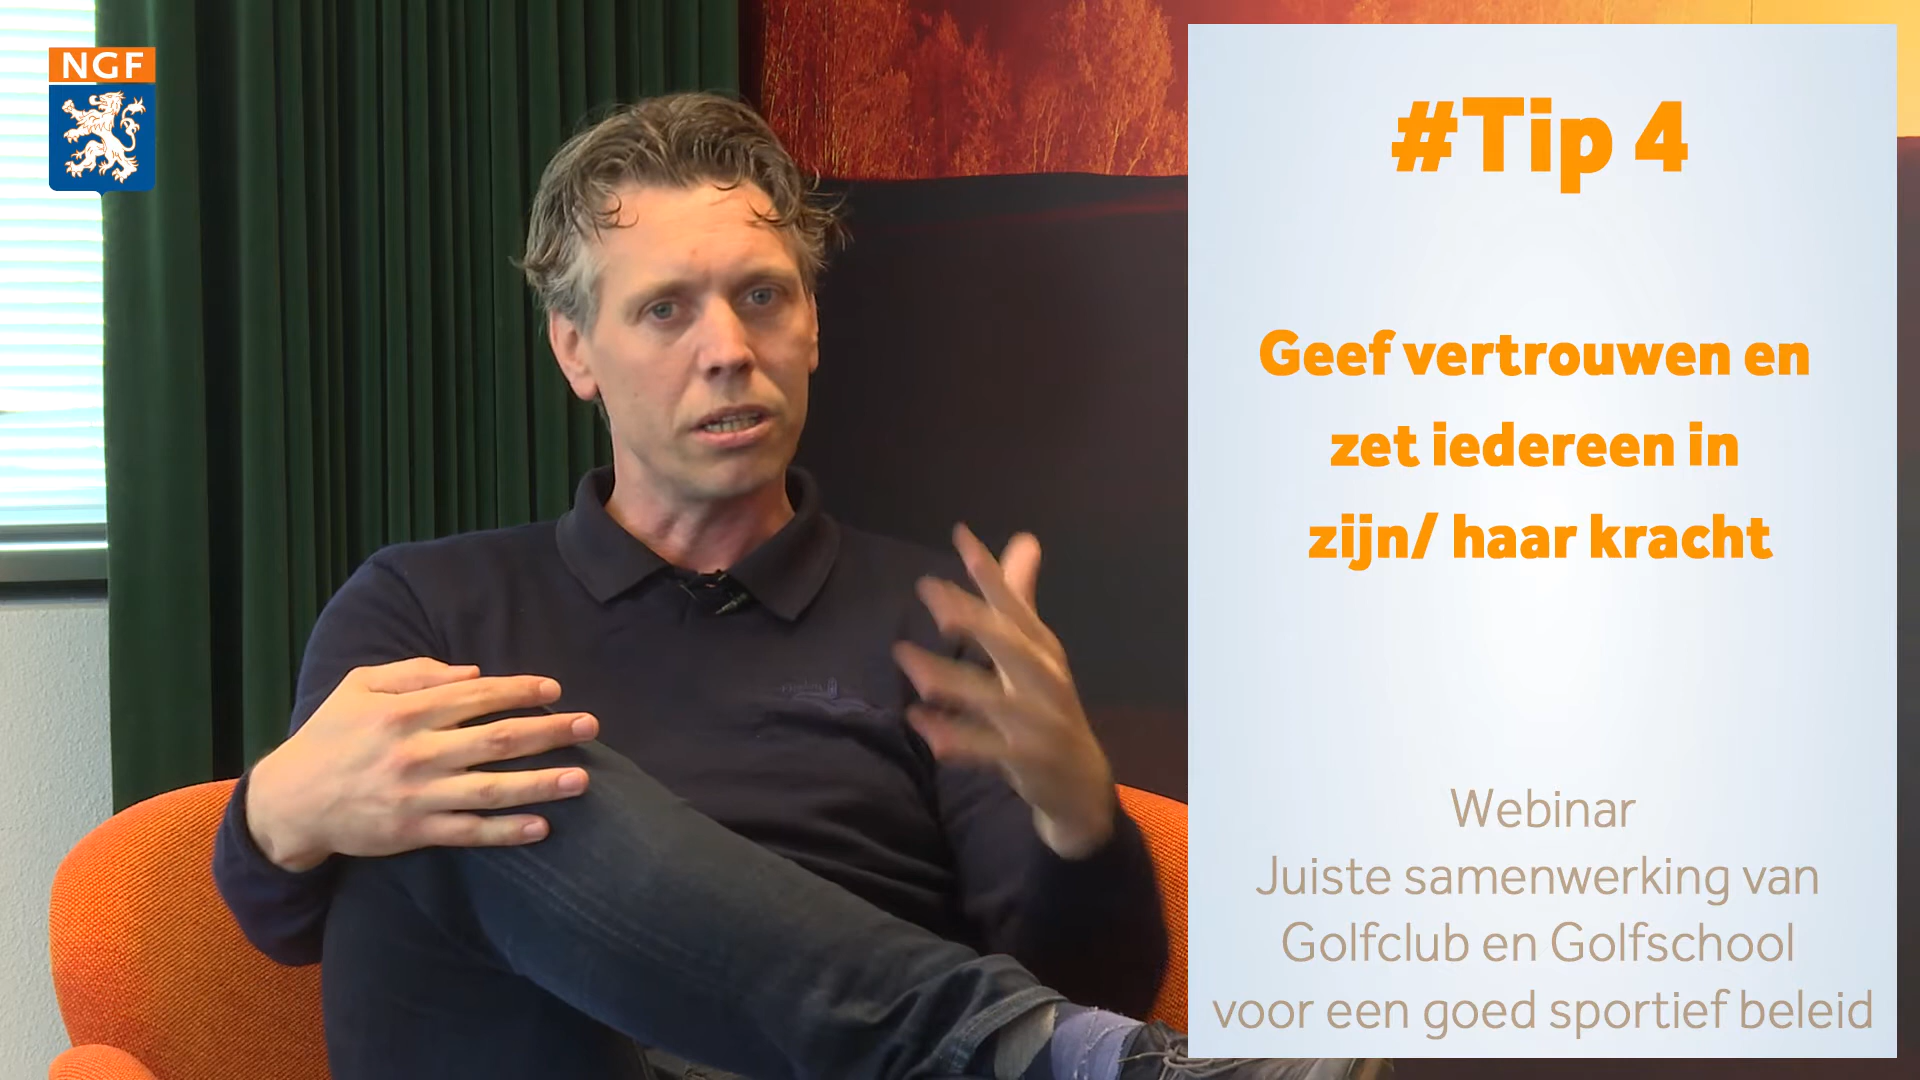 NGF
#Tip 4
Geef vertrouwen en
zet iedereen in
zijn/ haar kracht
Webinar
Juiste samenwerking van
Golfclub en Golfschool
voor een goed sportief beleid